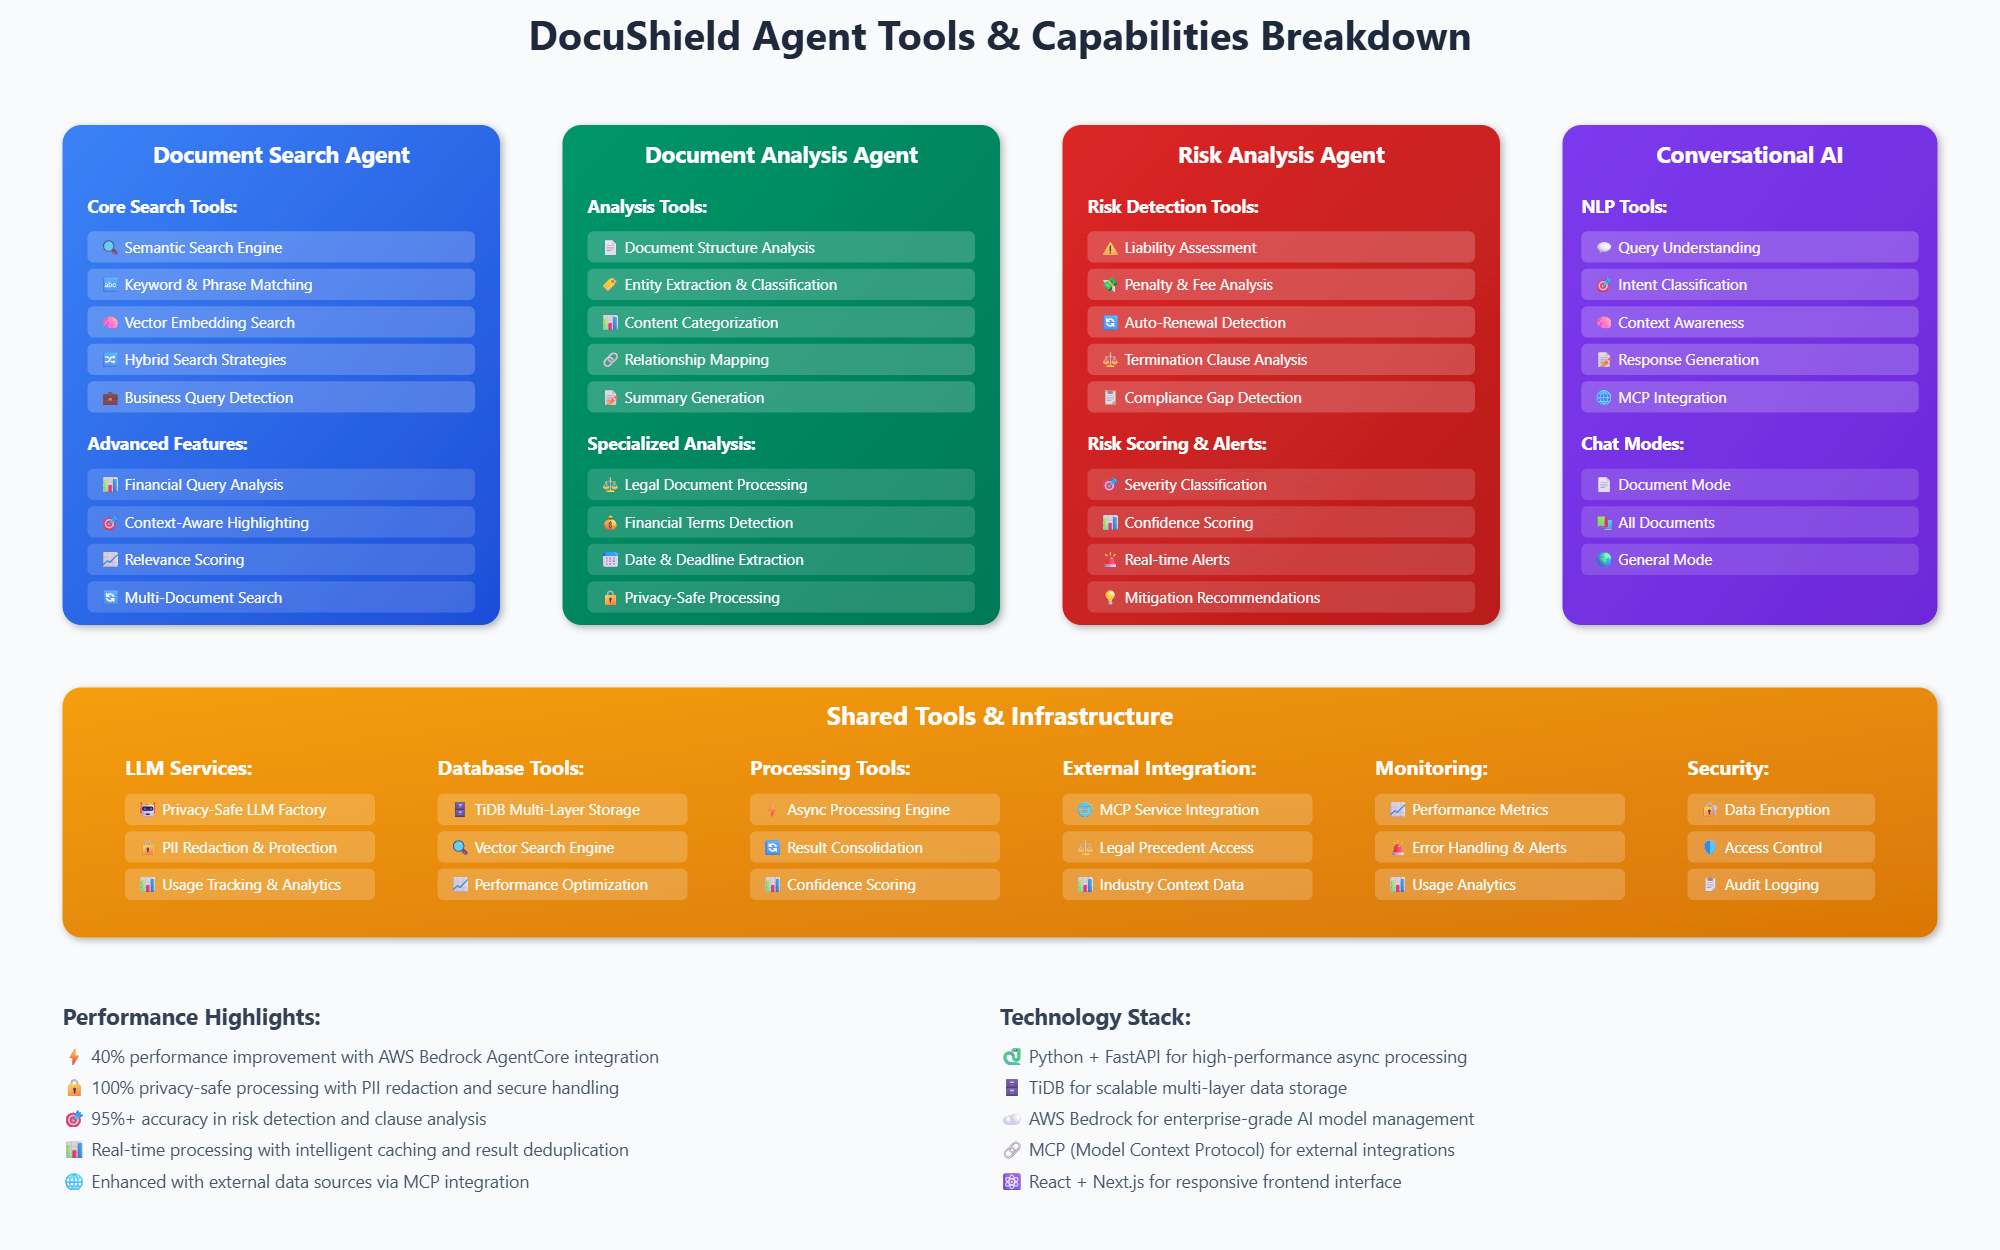 DocuShield Agent Tools & Capabilities Breakdown
Document Search Agent
Core Search Tools:
Semantic Search Engine
abc Keyword & Phrase Matching
Vector Embedding Search
Hybrid Search Strategies
Business Query Detection
Advanced Features:
Financial Query Analysis
Context-Aware Highlighting
Relevance Scoring
Multi-Document Search
Document Analysis Agent
Analysis Tools:
Document Structure Analysis
Entity Extraction & Classification
Content Categorization
Relationship Mapping
Summary Generation
Specialized Analysis:
Legal Document Processing
Financial Terms Detection
Date & Deadline Extraction
Privacy-Safe Processing
Risk Analysis Agent
Risk Detection Tools:
Liability Assessment
Penalty & Fee Analysis
Auto-Renewal Detection
Termination Clause Analysis
Compliance Gap Detection
Risk Scoring & Alerts:
Severity Classification
Confidence Scoring
Real-time Alerts
Mitigation Recommendations
Conversational AI
NLP Tools:
Query Understanding
Intent Classification
Context Awareness
Response Generation
MCP Integration
Chat Modes:
Document Mode
All Documents
General Mode
Shared Tools & Infrastructure
LLM Services:
Privacy-Safe LLM Factory
PII Redaction & Protection
Usage Tracking & Analytics
Database Tools:
TiDB Multi-Layer Storage
Vector Search Engine
Performance Optimization
Processing Tools:
Async Processing Engine
Result Consolidation
Confidence Scoring
External Integration:
MCP Service Integration
Legal Precedent Access
Industry Context Data
Monitoring:
Performance Metrics
Error Handling & Alerts
Usage Analytics
Security:
Data Encryption
Access Control
Audit Logging
Performance Highlights:
40% performance improvement with AWS Bedrock AgentCore integration
100% privacy-safe processing with PII redaction and secure handling
95%+ accuracy in risk detection and clause analysis
Real-time processing with intelligent caching and result deduplication
Enhanced with external data sources via MCP integration
Technology Stack:
Python + FastAPI for high-performance async processing
TiDB for scalable multi-layer data storage
AWS Bedrock for enterprise-grade AI model management
MCP (Model Context Protocol) for external integrations
React + Next.js for responsive frontend interface